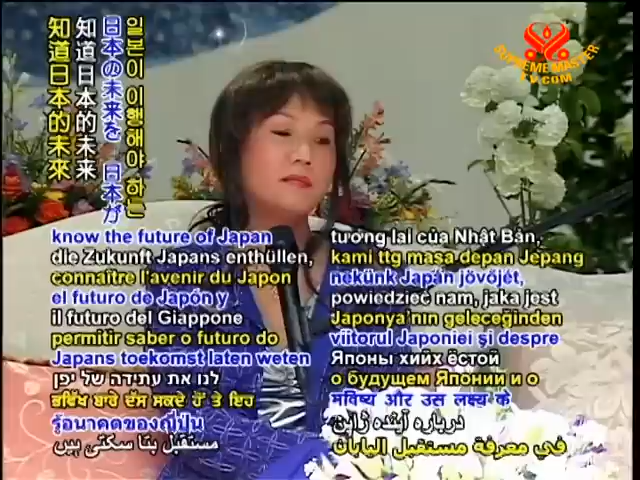 SUPREME MASTER
TV.COM
일본이 이행해야 하는
日本の未来を 日本が
知道日本的未来
知道日本的未來
know the future of Japan
die Zukunft Japans enthüllen,
connaître l'avenir du Japon
el futuro de Japón y
il futuro del Giappone
permitir saber o futuro do
Japans toekomst laten weten
לנו את עתידה של יפן
ਭਵਿੱਖ ਬਾਰੇ ਦੱਸ ਸਕਦੇ ਹੋਂ ਤੇ ਇਹ
รู้อนาคตของญี่ปุ่น
مستقبل بتا سکتی ہیں
tương lai của Nhật Bản,
kami ttg masa depan Jepang
nekünk Japán jövőjét,
powiedzieć nam, jaka jest
Japonya'nın geleceğinden
viitorul Japoniei şi despre
Японы хийх ёстой
о будущем Японии и о
भविष्य और उस लक्ष्य के
درباره آینده ژاپن
في معرفة مستقبل اليابان